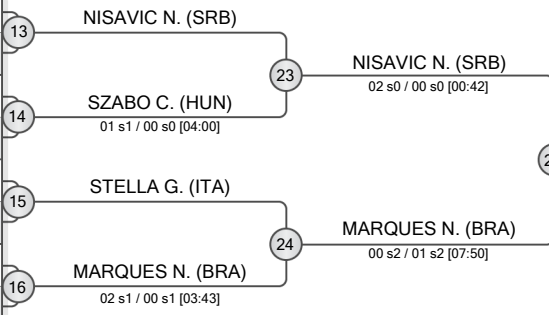 13
NISAVIC N. (SRB)
23
NISAVIC N. (SRB)
02 s0 / 00 s0 [00:42]
14
SZABO C. (HUN)
01 s1 / 00 s0 [04:00]
15
STELLA G. (ITA)
24
MARQUES N. (BRA)
00 s2 / 01 s2 [07:50]
16
MARQUES N. (BRA)
02 s1 / 00 s1 [03:43]